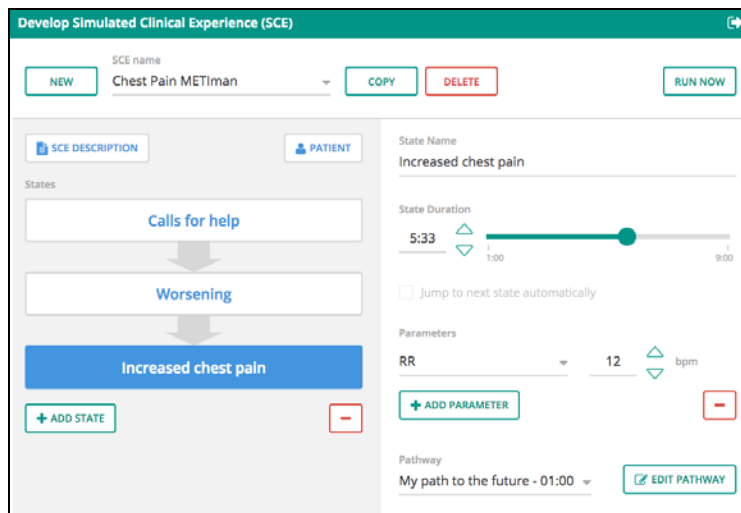 Develop Simulated Clinical Experience (SCE)
SCE name
NEW
Chest Pain METIman
COPY
DELETE
RUN NOW
SCE DESCRIPTION
PATIENT
States
Calls for help
Worsening
Increased chest pain
+ ADD STATE
State Name
Increased chest pain
State Duration
5:33
1:00
9:00
Jump to next state automatically
Parameters
RR
12
bpm
+ ADD PARAMETER
Pathway
My path to the future - 01:00
EDIT PATHWAY